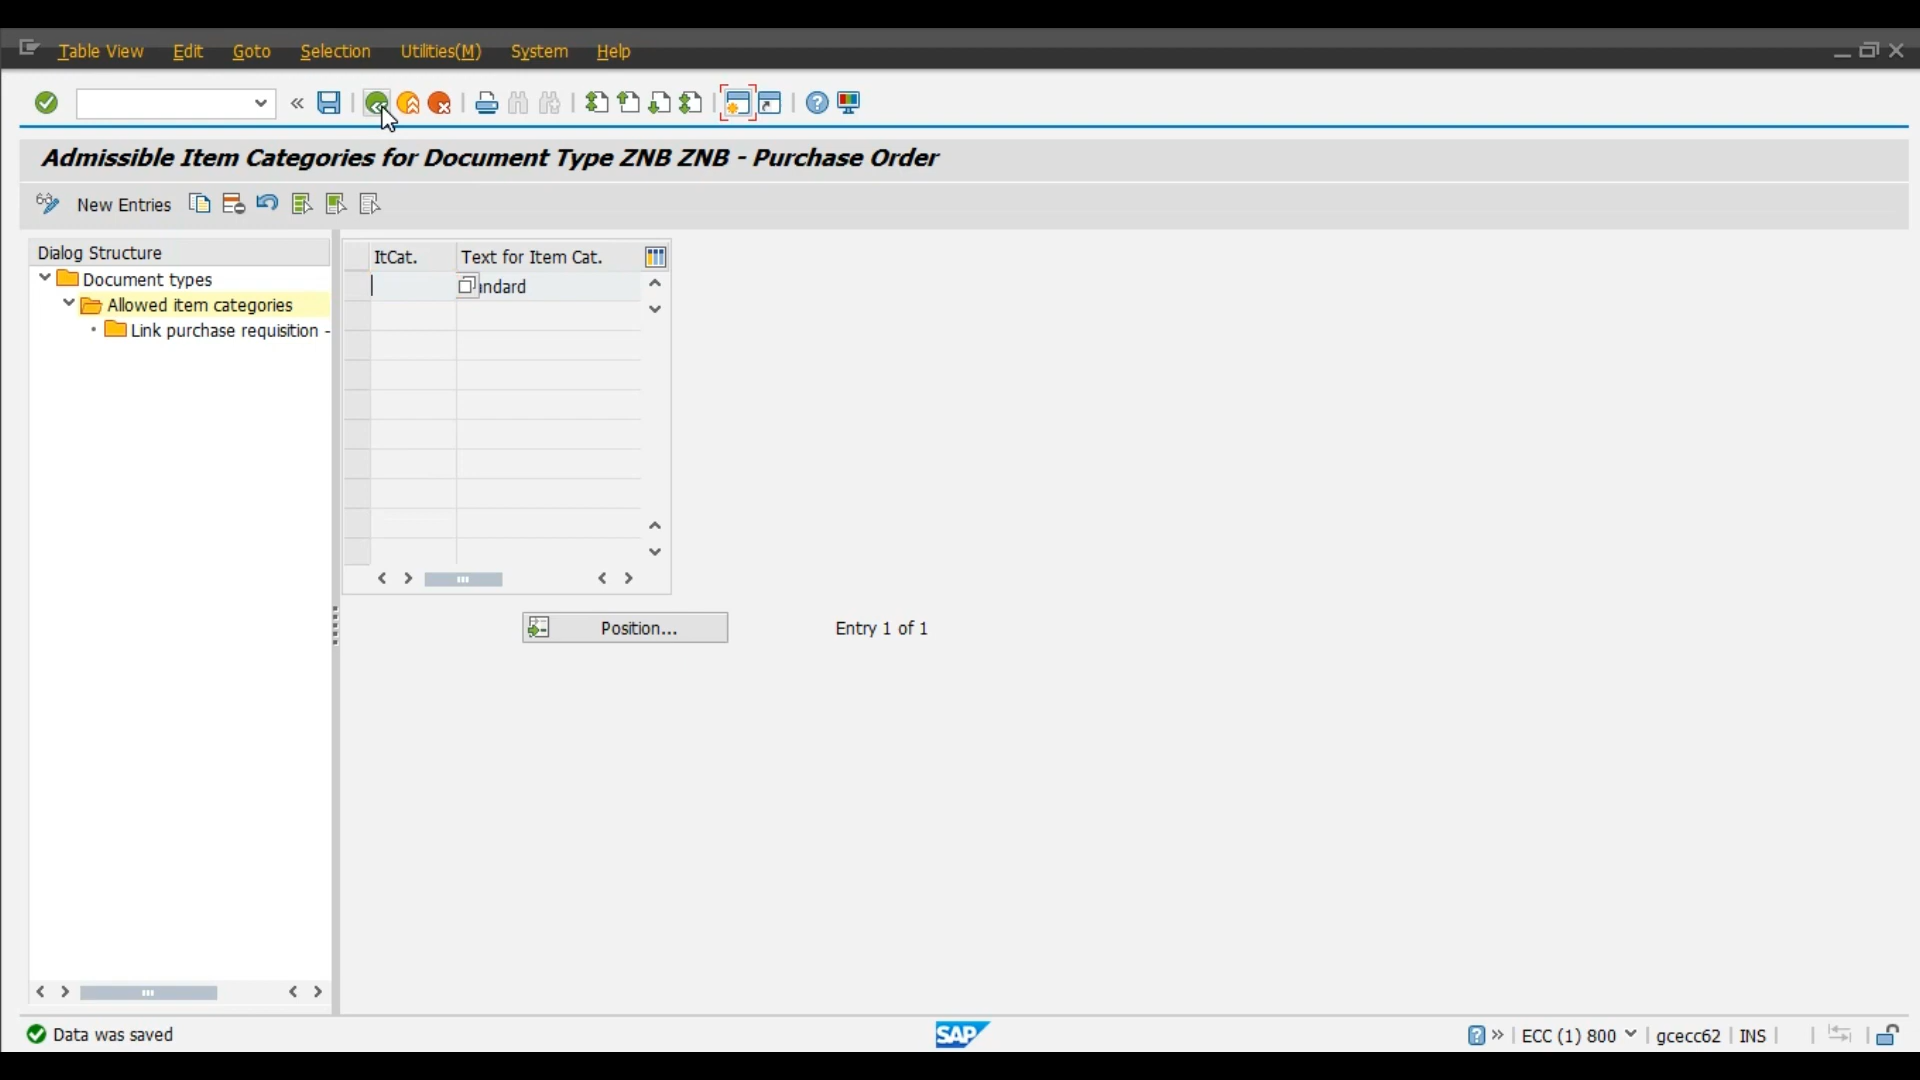 Table View Edit Goto Selection Utilities(M) System Help
Admissible Item Categories for Document Type ZNB ZNB - Purchase Order
New Entries
Dialog Structure
Document types
Allowed item categories
Link purchase requisition -
ItCat. Text for Item Cat.
ndard
Position...
Entry 1 of 1
Data was saved
SAP
ECC (1) 800 gcecc62 INS